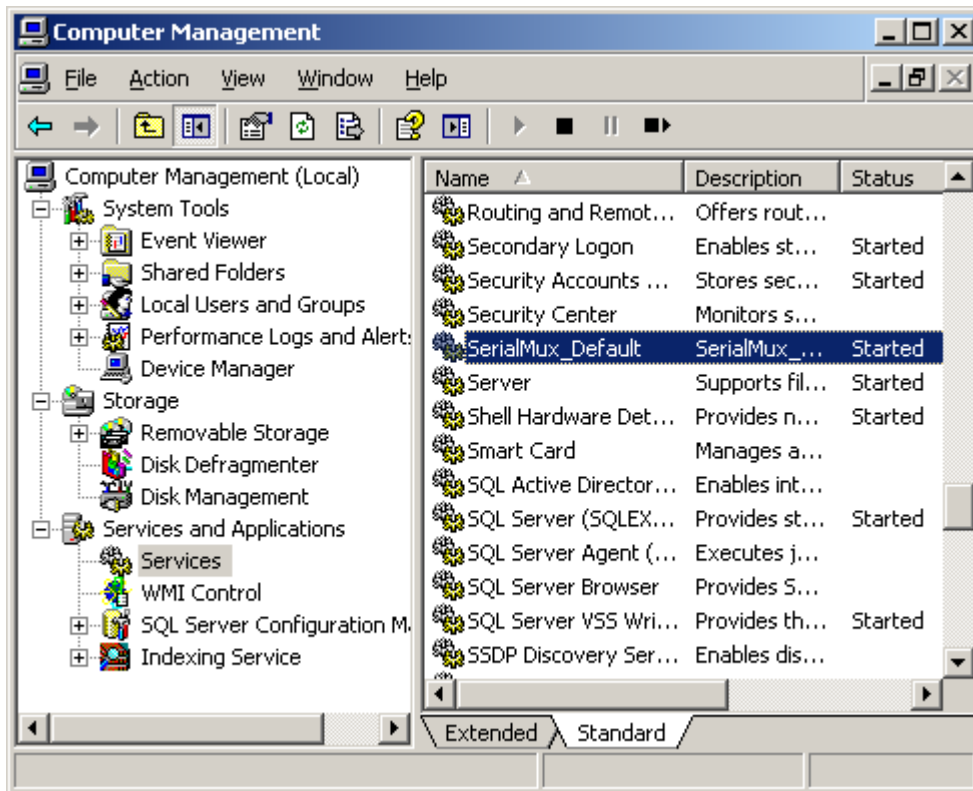 Computer Management
File Action View Window Help
Computer Management (Local)
System Tools
Event Viewer
Shared Folders
Local Users and Groups
Performance Logs and Alert
Device Manager
Storage
Removable Storage
Disk Defragmenter
Disk Management
Services and Applications
Services
WMI Control
SQL Server Configuration M
Indexing Service
Name Description Status
Routing and Remot... Offers rout...
Secondary Logon Enables st... Started
Security Accounts ... Stores sec... Started
Security Center Monitors s...
SerialMux_Default SerialMux_... Started
Server Supports fil... Started
Shell Hardware Det... Provides n... Started
Smart Card Manages a...
SQL Active Director... Enables int...
SQL Server (SQLEX... Provides st... Started
SQL Server Agent (... Executes j...
SQL Server Browser Provides S...
SQL Server VSS Wri... Provides th... Started
SSDP Discovery Ser... Enables dis...
Extended Standard